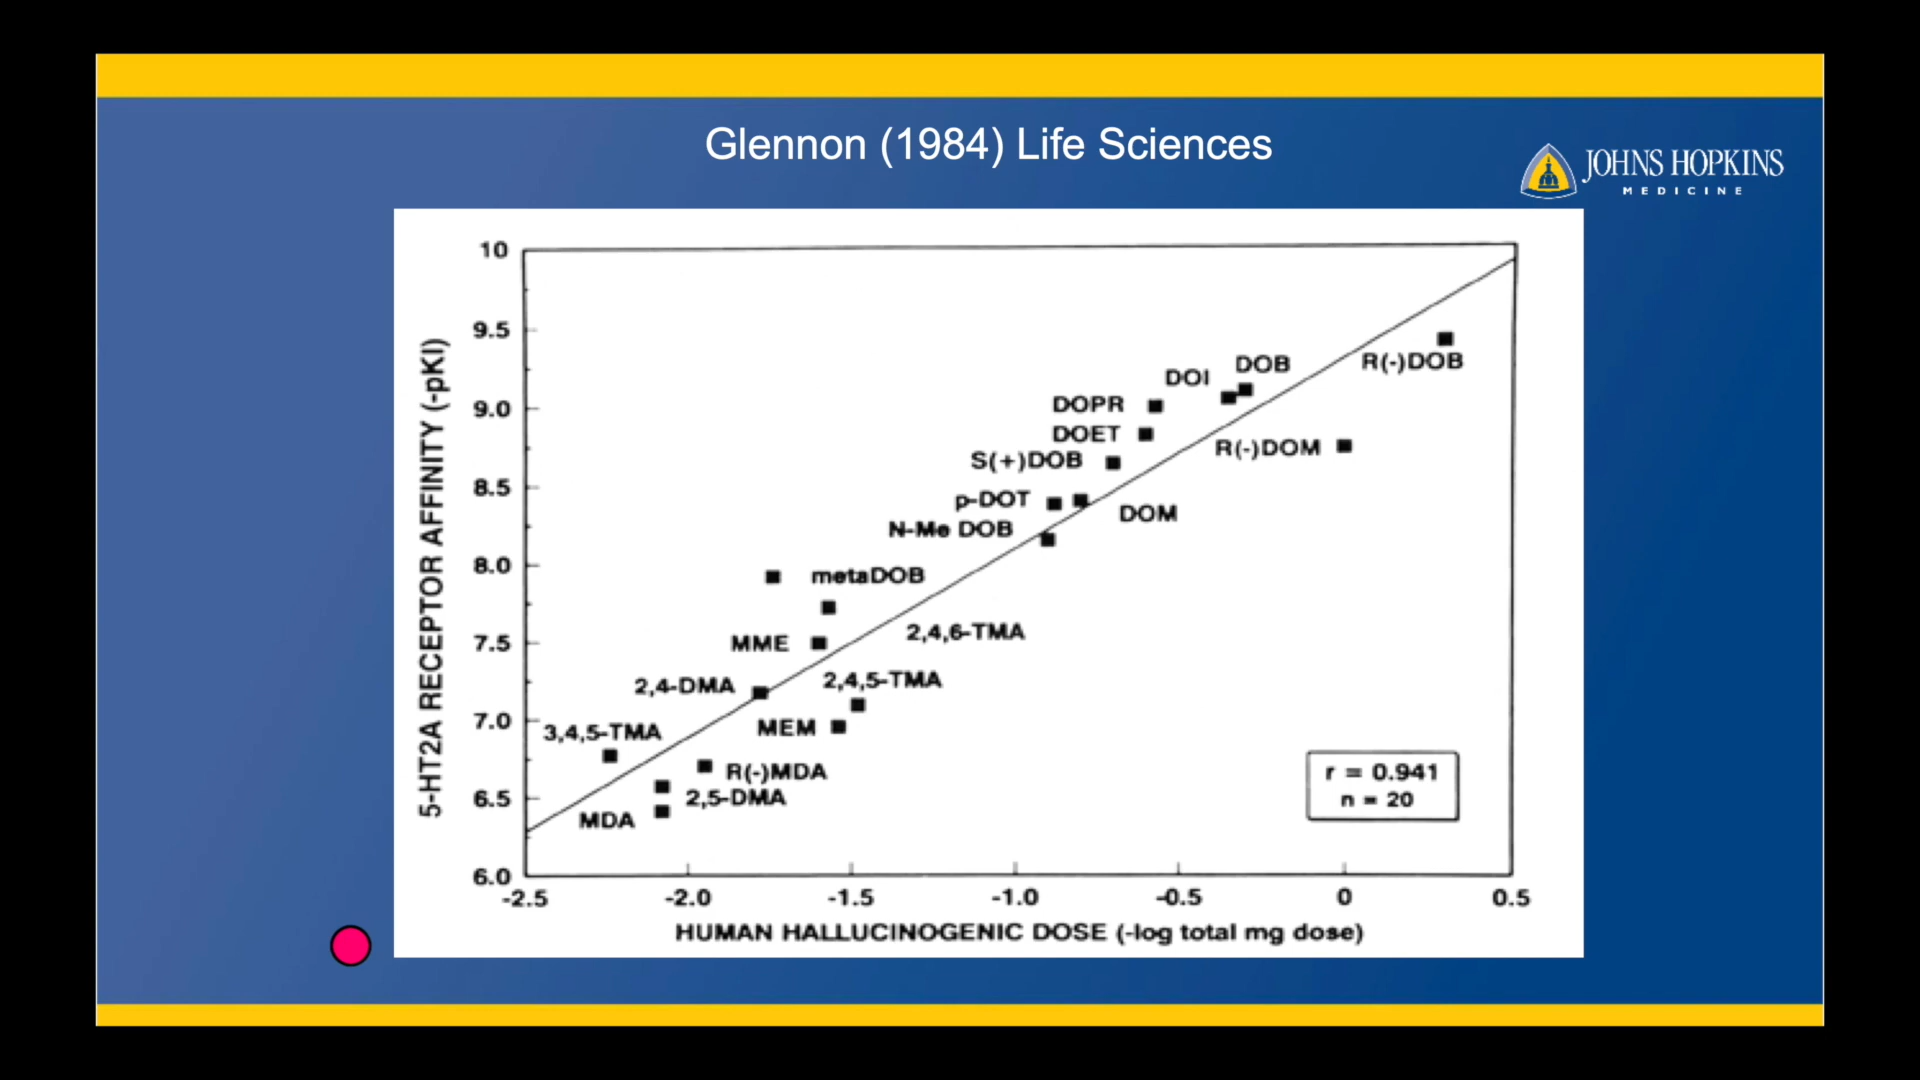 Glennon (1984) Life Sciences
JOHNS HOPKINS
MEDICINE
5-HT2A RECEPTOR AFFINITY (-pKI)
10
9.5
9.0
8.5
8.0
7.5
7.0
6.5
6.0
DOB
R(-)DOB
DOI
DOPR
DOET
R(-)DOM
S(+)DOB
p-DOT
DOM
N-Me DOB
metaDOB
2,4,6-TMA
MME
2,4-DMA
2,4,5-TMA
MEM
3,4,5-TMA
R(-)MDA
2,5-DMA
MDA
r = 0.941
n = 20
-2.5
-2.0
-1.5
-1.0
-0.5
0
0.5
HUMAN HALLUCINOGENIC DOSE (-log total mg dose)